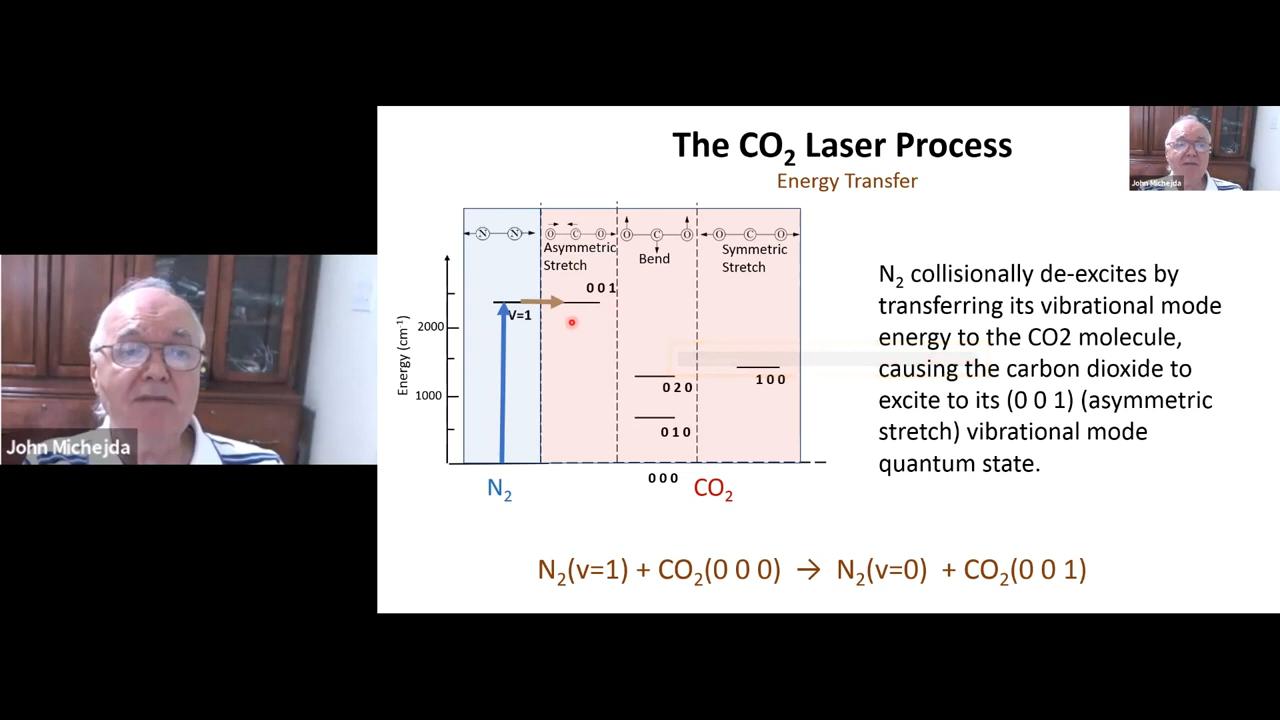 The CO₂ Laser Process
Energy Transfer
John Michejda
John Michejda
N N
O C O
O C O
O C O
Asymmetric
Stretch
Bend
Symmetric
Stretch
0 0 1
V=1
Energy (cm⁻¹)
2000
1000
0 2 0
1 0 0
0 1 0
0 0 0
N₂
CO₂
N₂ collisionally de-excites by
transferring its vibrational mode
energy to the CO2 molecule,
causing the carbon dioxide to
excite to its (0 0 1) (asymmetric
stretch) vibrational mode
quantum state.
N₂(v=1) + CO₂(0 0 0) → N₂(v=0) + CO₂(0 0 1)